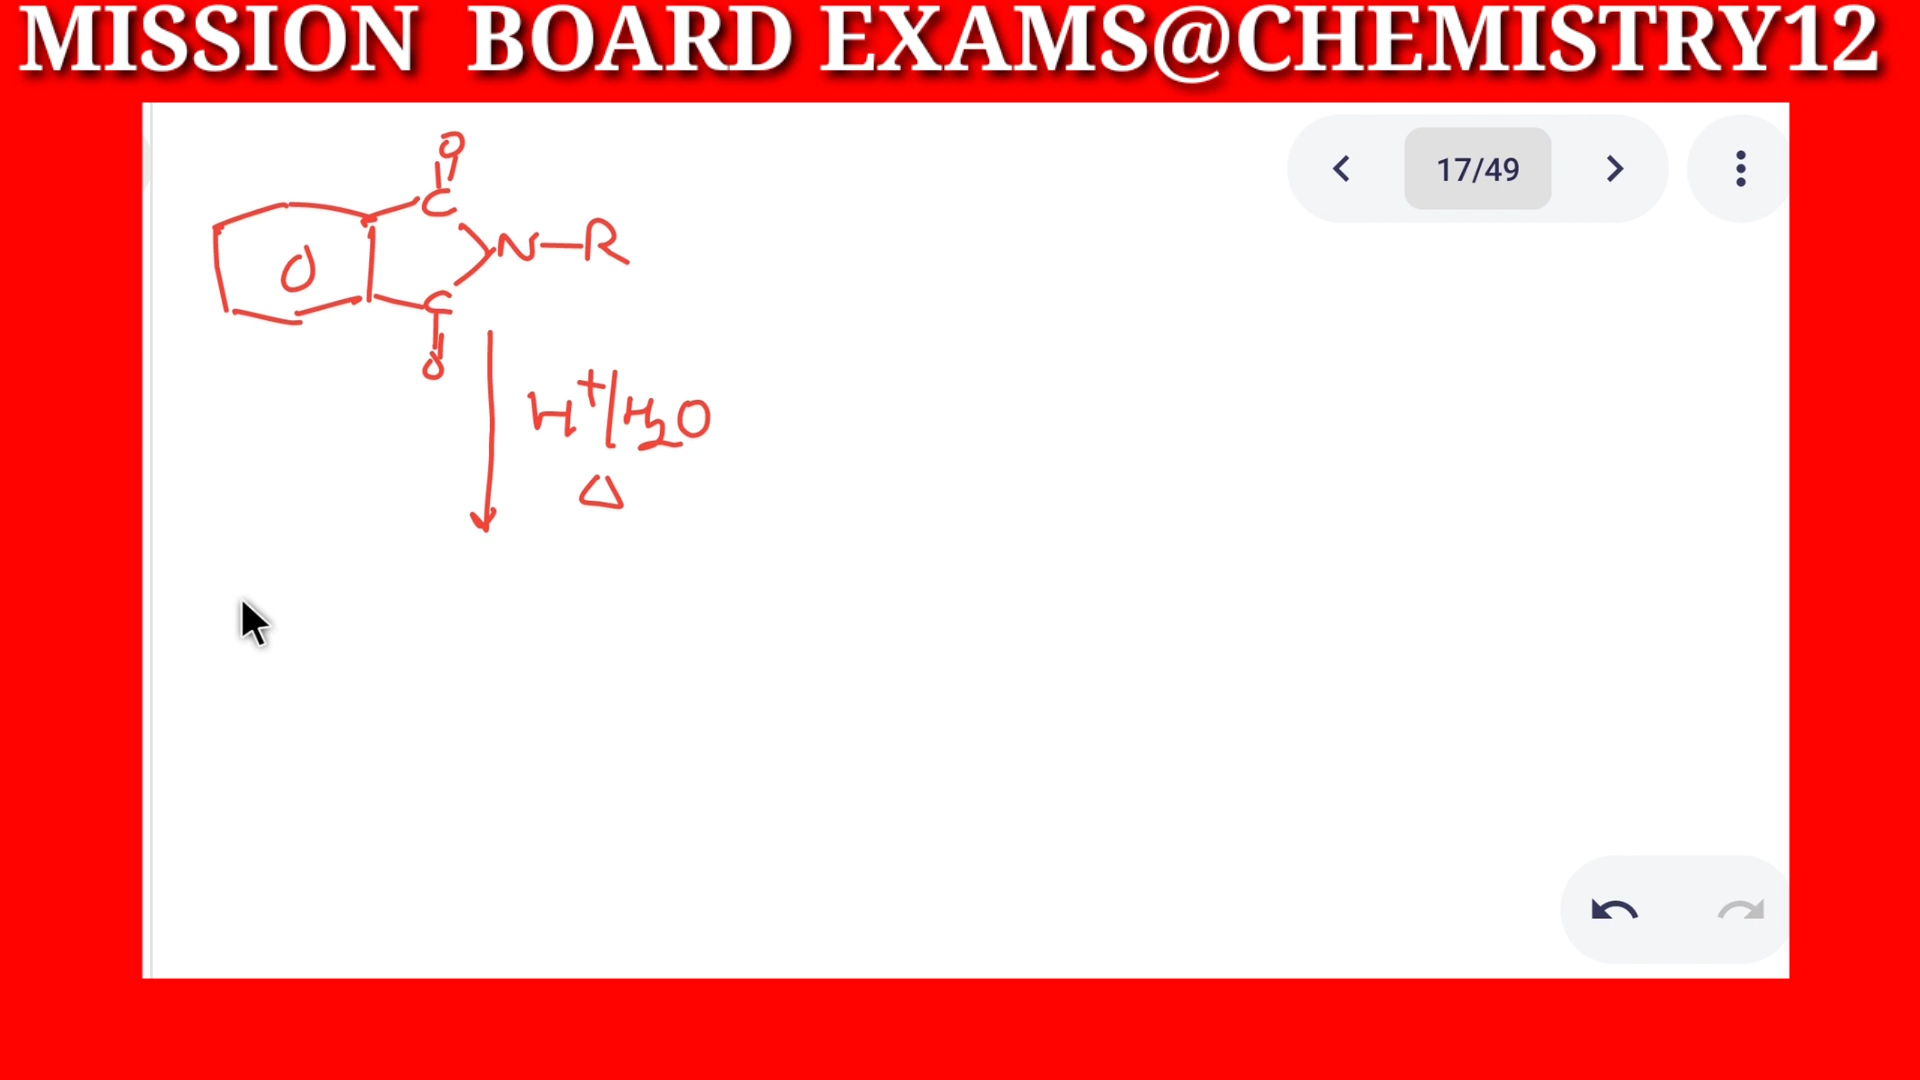 MISSION BOARD EXAMS@CHEMISTRY12
17/49
O
C
N—R
O
C
O
H⁺/H₂O
Δ